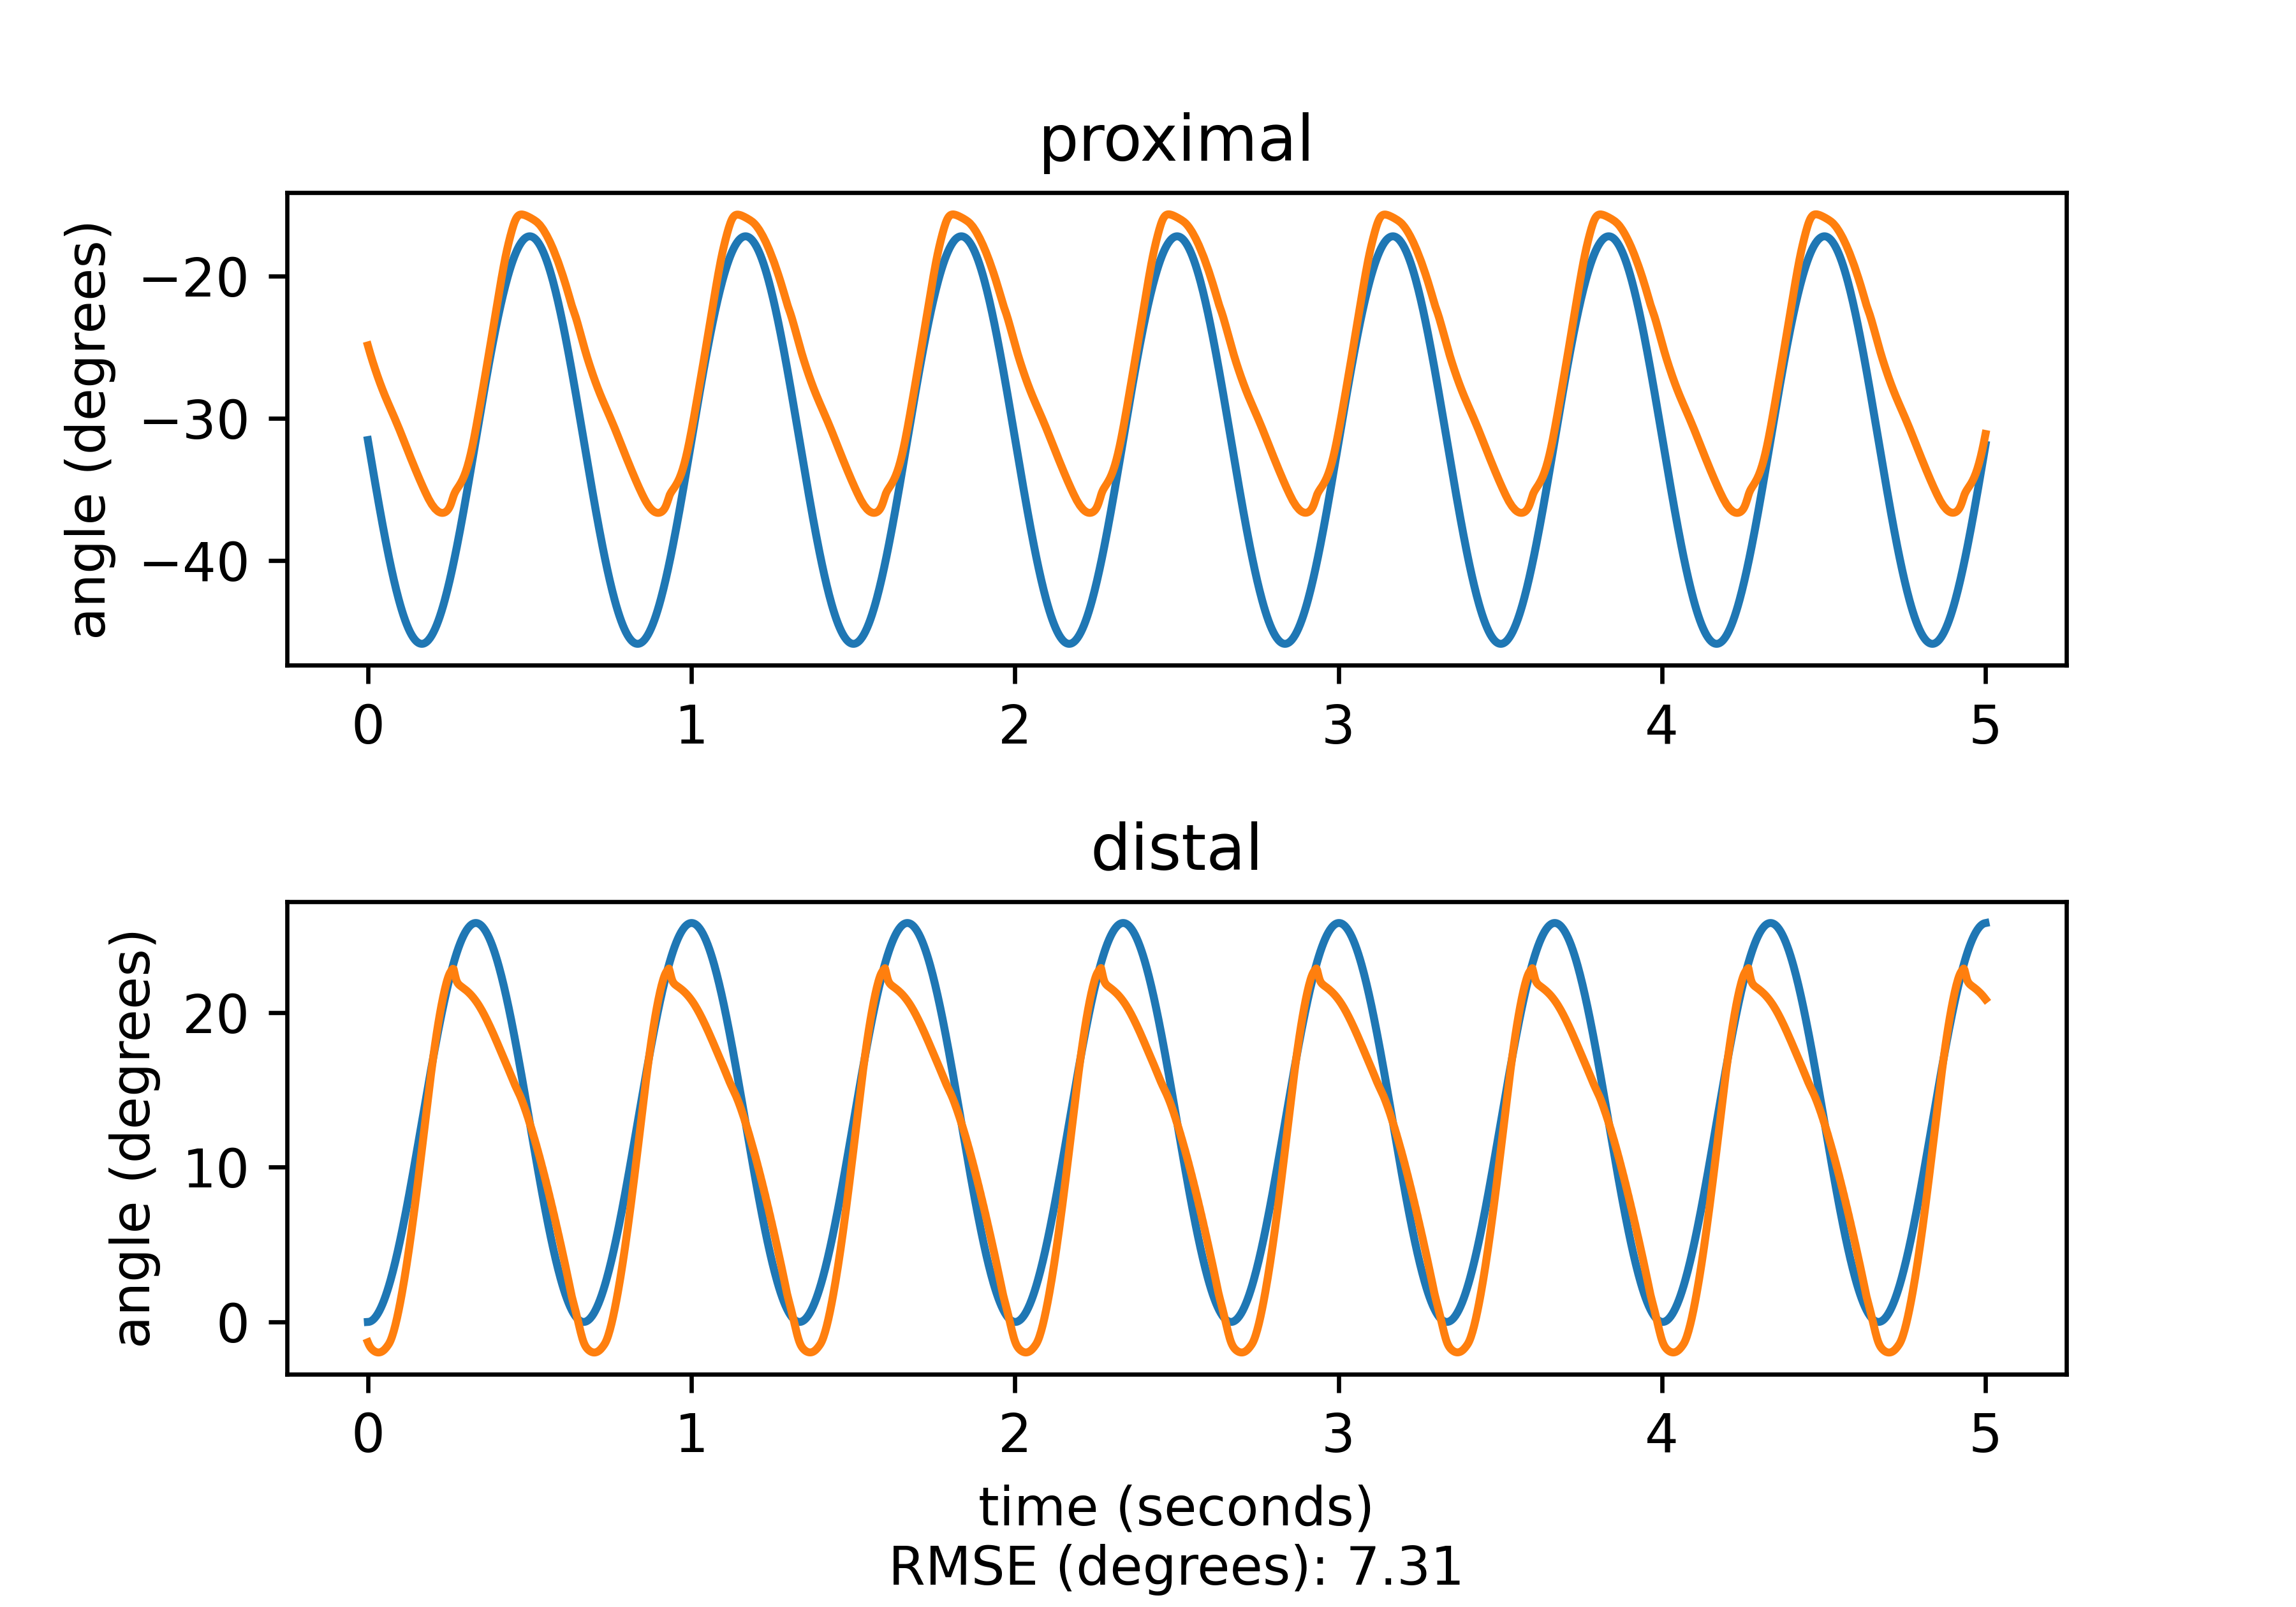 proximal
angle (degrees)
−20
−30
−40
0 1 2 3 4 5
distal
angle (degrees)
20
10
0
0 1 2 3 4 5
time (seconds)
RMSE (degrees): 7.31